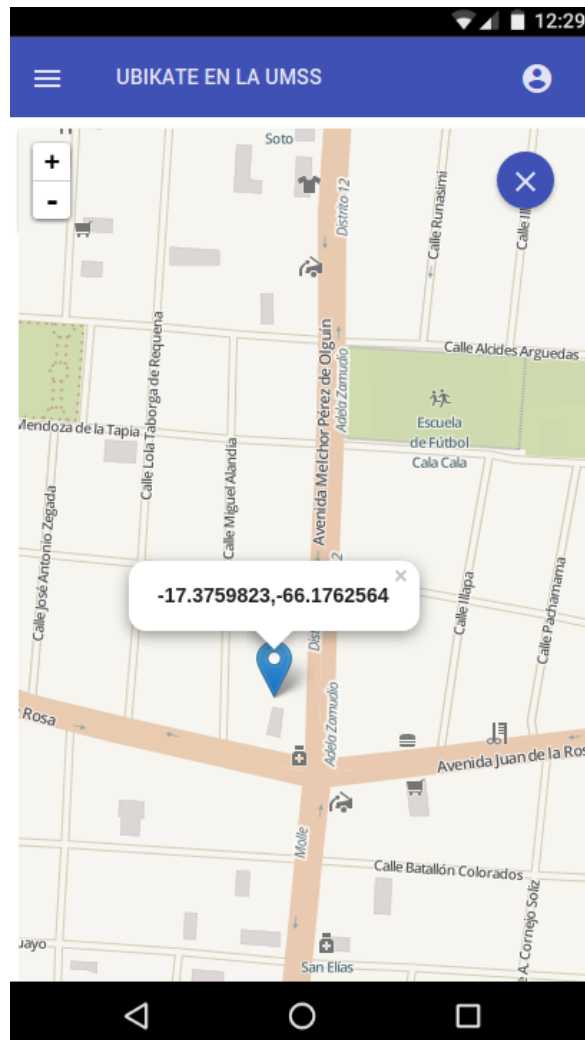 12:29
UBIKATE EN LA UMSS
+
-
Soto
Distrito 12
Calle Runasimi
Calle Lola Taborga de Requena
Avenida Melchor Pérez de Olguín
Adela Zamudio
Calle Alcides Arguedas
Escuela
de Fútbol
Cala Cala
Mendoza de la Tapia
Calle Miguel Alandia
Calle José Antonio Zegada
×
-17.3759823,-66.1762564
Calle Illapa
Calle Pachamama
Rosa
Adela Zamudio
Avenida Juan de la Ros
Molle
Calle Batallón Colorados
A. Cornejo Soliz
uayo
San Elías